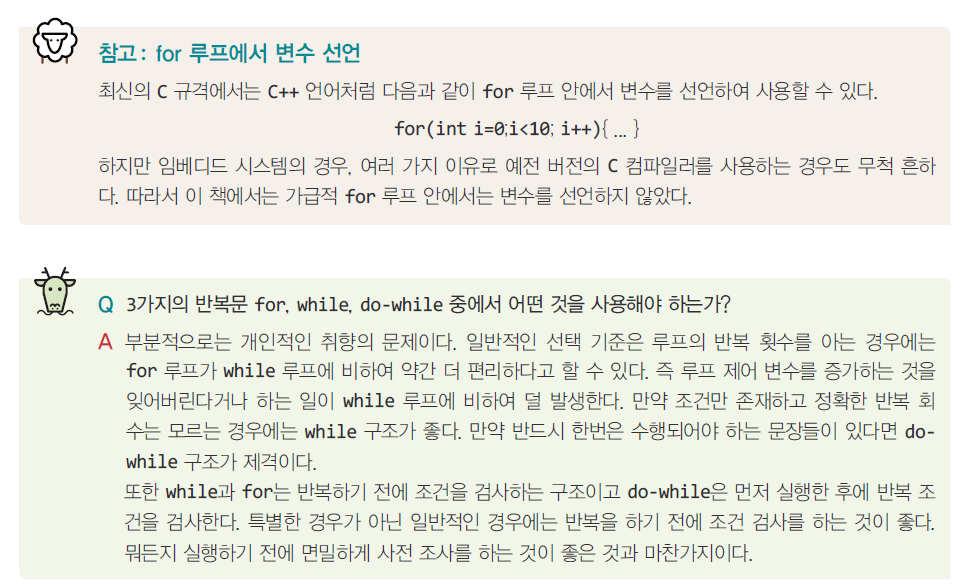 참고: for 루프에서 변수 선언
최신의 C 규격에서는 C++ 언어처럼 다음과 같이 for 루프 안에서 변수를 선언하여 사용할 수 있다.
for(int i=0;i<10; i++){ … }
하지만 임베디드 시스템의 경우, 여러 가지 이유로 예전 버전의 C 컴파일러를 사용하는 경우도 무척 흔하
다. 따라서 이 책에서는 가급적 for 루프 안에서는 변수를 선언하지 않았다.
Q 3가지의 반복문 for, while, do-while 중에서 어떤 것을 사용해야 하는가?
A 부분적으로는 개인적인 취향의 문제이다. 일반적인 선택 기준은 루프의 반복 횟수를 아는 경우에는
for 루프가 while 루프에 비하여 약간 더 편리하다고 할 수 있다. 즉 루프 제어 변수를 증가하는 것을
잊어버린다거나 하는 일이 while 루프에 비하여 덜 발생한다. 만약 조건만 존재하고 정확한 반복 회
수는 모르는 경우에는 while 구조가 좋다. 만약 반드시 한번은 수행되어야 하는 문장들이 있다면 do-
while 구조가 제격이다.
또한 while과 for는 반복하기 전에 조건을 검사하는 구조이고 do-while은 먼저 실행한 후에 반복 조
건을 검사한다. 특별한 경우가 아닌 일반적인 경우에는 반복을 하기 전에 조건 검사를 하는 것이 좋다.
뭐든지 실행하기 전에 면밀하게 사전 조사를 하는 것이 좋은 것과 마찬가지이다.